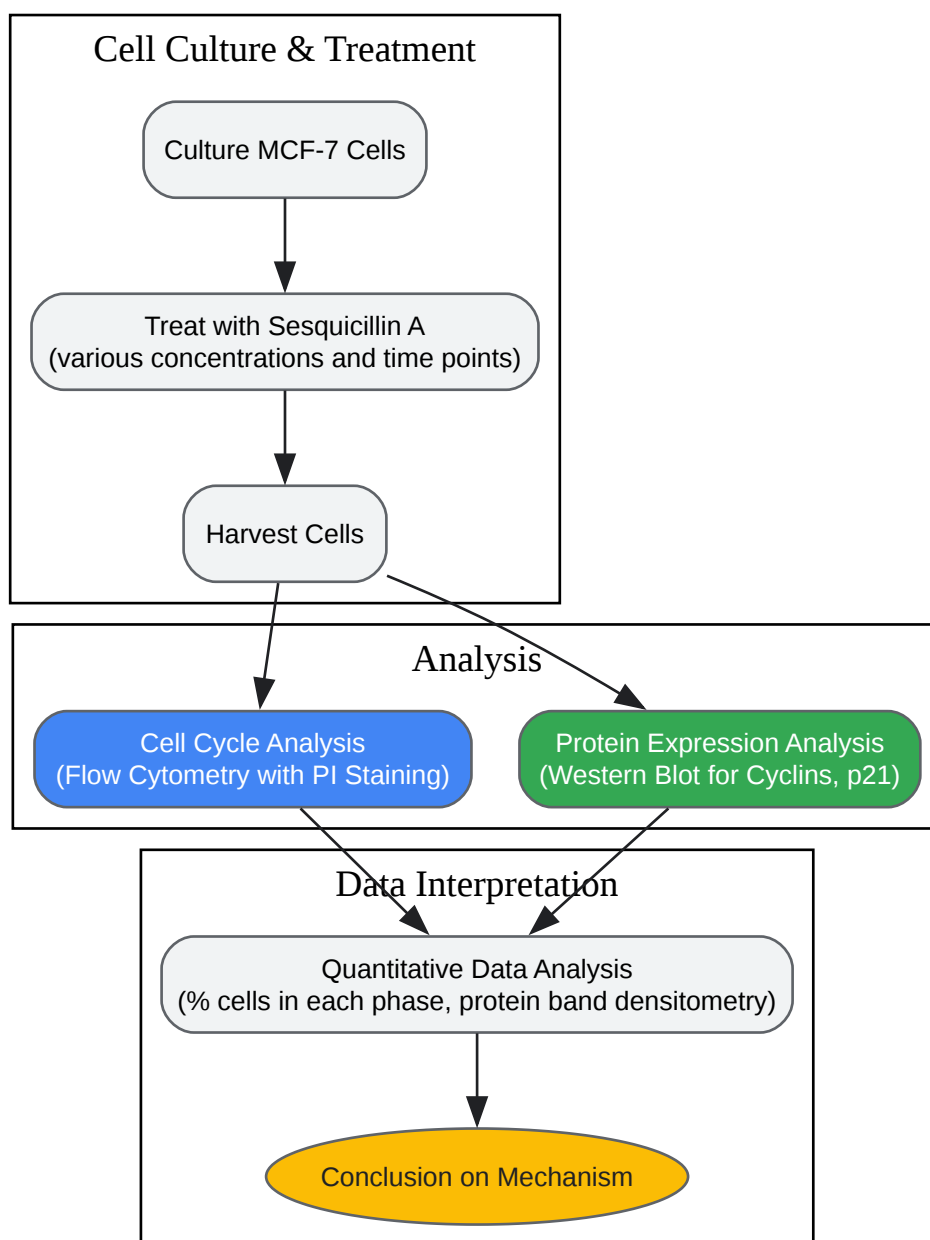 Cell Culture & Treatment
Culture MCF-7 Cells
Treat with Sesquicillin A
(various concentrations and time points)
Harvest Cells
Analysis
Cell Cycle Analysis
(Flow Cytometry with PI Staining)
Protein Expression Analysis
(Western Blot for Cyclins, p21)
Data Interpretation
Quantitative Data Analysis
(% cells in each phase, protein band densitometry)
Conclusion on Mechanism